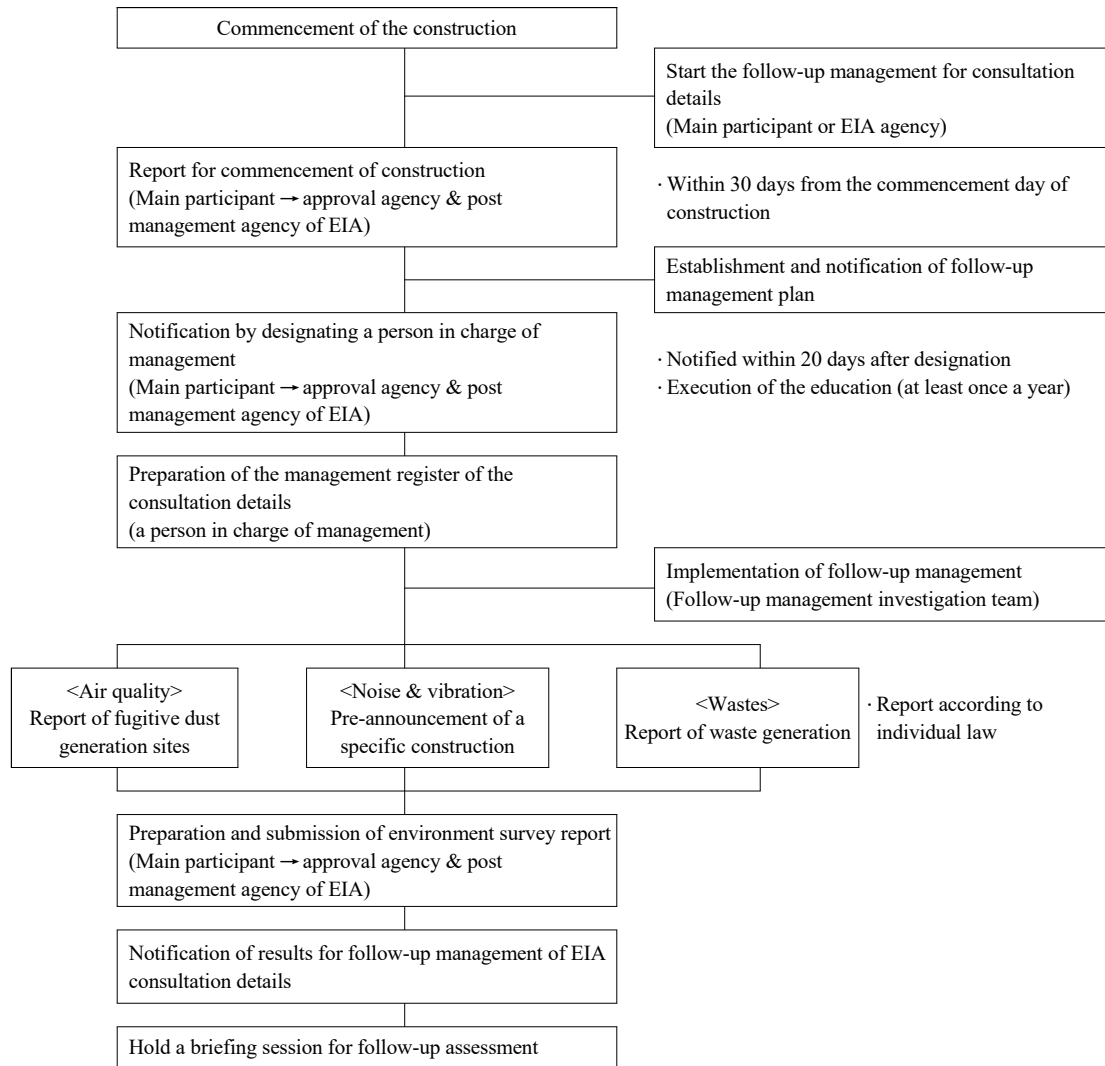 Commencement of the construction
Start the follow-up management for consultation
details
(Main participant or EIA agency)
Report for commencement of construction
(Main participant → approval agency & post
management agency of EIA)
· Within 30 days from the commencement day of
construction
Establishment and notification of follow-up
management plan
Notification by designating a person in charge of
management
(Main participant → approval agency & post
management agency of EIA)
· Notified within 20 days after designation
· Execution of the education (at least once a year)
Preparation of the management register of the
consultation details
(a person in charge of management)
Implementation of follow-up management
(Follow-up management investigation team)
<Air quality>
Report of fugitive dust
generation sites
<Noise & vibration>
Pre-announcement of a
specific construction
<Wastes>
Report of waste generation
· Report according to
individual law
Preparation and submission of environment survey report
(Main participant → approval agency & post
management agency of EIA)
Notification of results for follow-up management of EIA
consultation details
Hold a briefing session for follow-up assessment